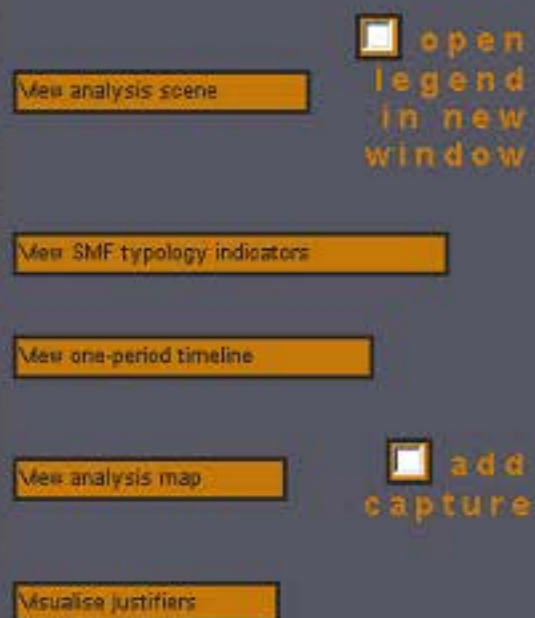 View analysis scene
open
legend
in new
window
View SMF typology indicators
View one-period timeline
View analysis map
add
capture
Visualise justifiers